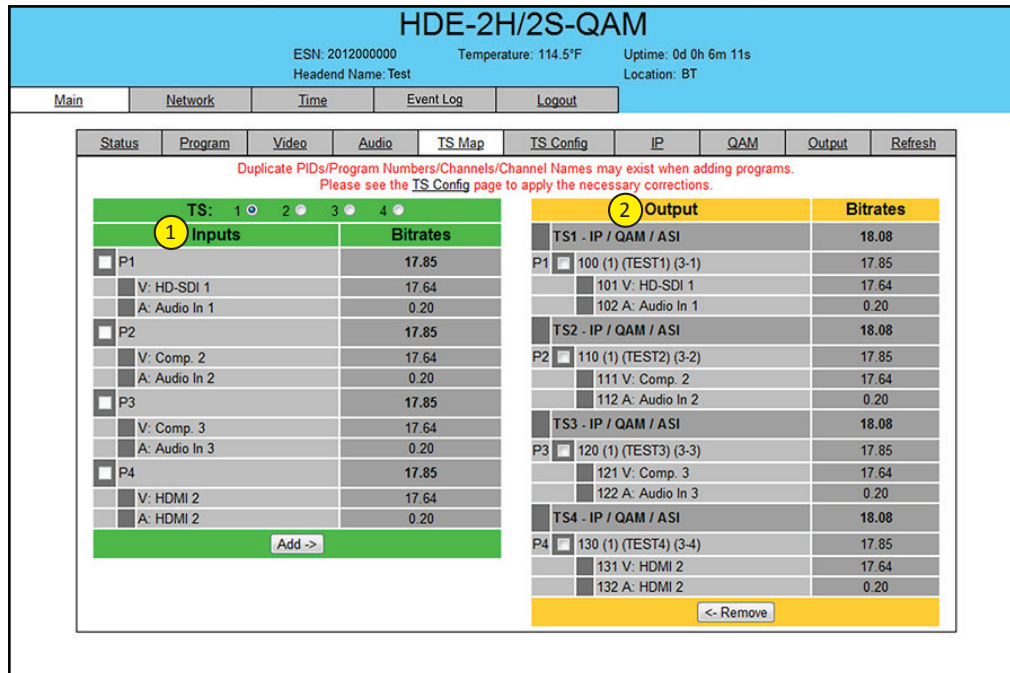 HDE-2H/2S-QAM
ESN: 2012000000 Temperature: 114.5°F Uptime: 0d 0h 6m 11s
Headend Name: Test Location: BT
Main Network Time Event Log Logout
Status Program Video Audio TS Map TS Config IP QAM Output Refresh
Duplicate PIDs/Program Numbers/Channels/Channel Names may exist when adding programs.
Please see the TS Config page to apply the necessary corrections.
TS: 1 2 3 4
1 Inputs Bitrates
P1 17.85
V: HD-SDI 1 17.64
A: Audio In 1 0.20
P2 17.85
V: Comp. 2 17.64
A: Audio In 2 0.20
P3 17.85
V: Comp. 3 17.64
A: Audio In 3 0.20
P4 17.85
V: HDMI 2 17.64
A: HDMI 2 0.20
Add ->
2 Output Bitrates
TS1 - IP / QAM / ASI 18.08
P1 100 (1) (TEST1) (3-1) 17.85
101 V: HD-SDI 1 17.64
102 A: Audio In 1 0.20
TS2 - IP / QAM / ASI 18.08
P2 110 (1) (TEST2) (3-2) 17.85
111 V: Comp. 2 17.64
112 A: Audio In 2 0.20
TS3 - IP / QAM / ASI 18.08
P3 120 (1) (TEST3) (3-3) 17.85
121 V: Comp. 3 17.64
122 A: Audio In 3 0.20
TS4 - IP / QAM / ASI 18.08
P4 130 (1) (TEST4) (3-4) 17.85
131 V: HDMI 2 17.64
132 A: HDMI 2 0.20
<- Remove